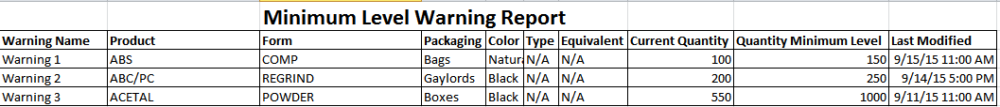 Minimum Level Warning Report
Warning Name Product Form Packaging Color Type Equivalent Current Quantity Quantity Minimum Level Last Modified
Warning 1 ABS COMP Bags Natura N/A N/A 100 150 9/15/15 11:00 AM
Warning 2 ABC/PC REGRIND Gaylords Black N/A N/A 200 250 9/14/15 5:00 PM
Warning 3 ACETAL POWDER Boxes Black N/A N/A 550 1000 9/11/15 11:00 AM